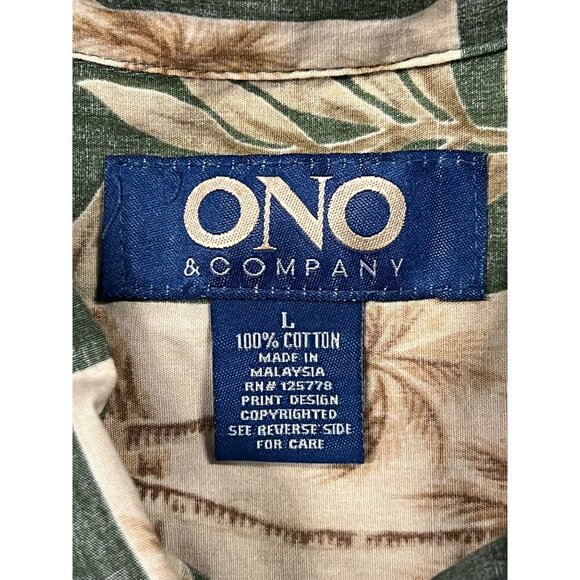 ONO
& COMPANY
L
100% COTTON
MADE IN
MALAYSIA
RN# 125778
PRINT DESIGN
COPYRIGHTED
SEE REVERSE SIDE
FOR CARE